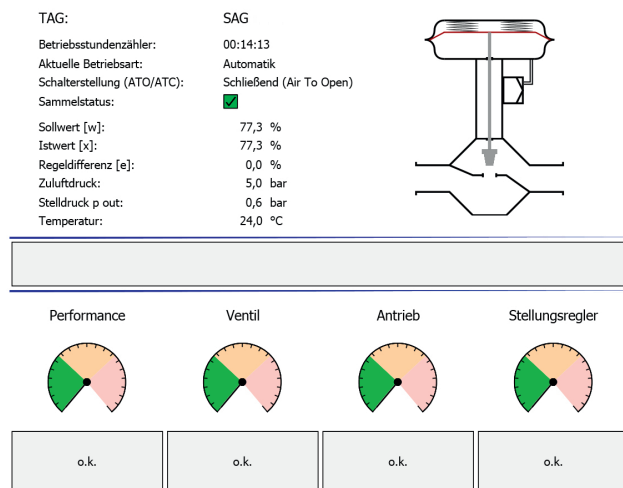 TAG: SAG
Betriebsstundenzähler: 00:14:13
Aktuelle Betriebsart: Automatik
Schalterstellung (ATO/ATC): Schließend (Air To Open)
Sammelstatus:
Sollwert [w]: 77,3 %
Istwert [x]: 77,3 %
Regeldifferenz [e]: 0,0 %
Zuluftdruck: 5,0 bar
Stelldruck p out: 0,6 bar
Temperatur: 24,0 °C
Performance Ventil Antrieb Stellungsregler
o.k. o.k. o.k. o.k.